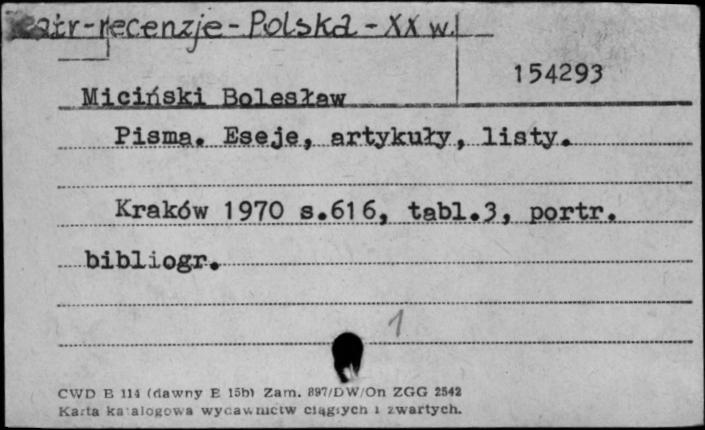 Teatr-recenzje-Polska-XX w.
154293
Miciński Bolesław
Pisma. Eseje, artykuły, listy.
Kraków 1970 s.616, tabl.3, portr.
bibliogr.
1
CWD E 114 (dawny E 15b) Zam. 897/DW/On ZGG 2542
Karta katalogowa wydawnictw ciągłych i zwartych.